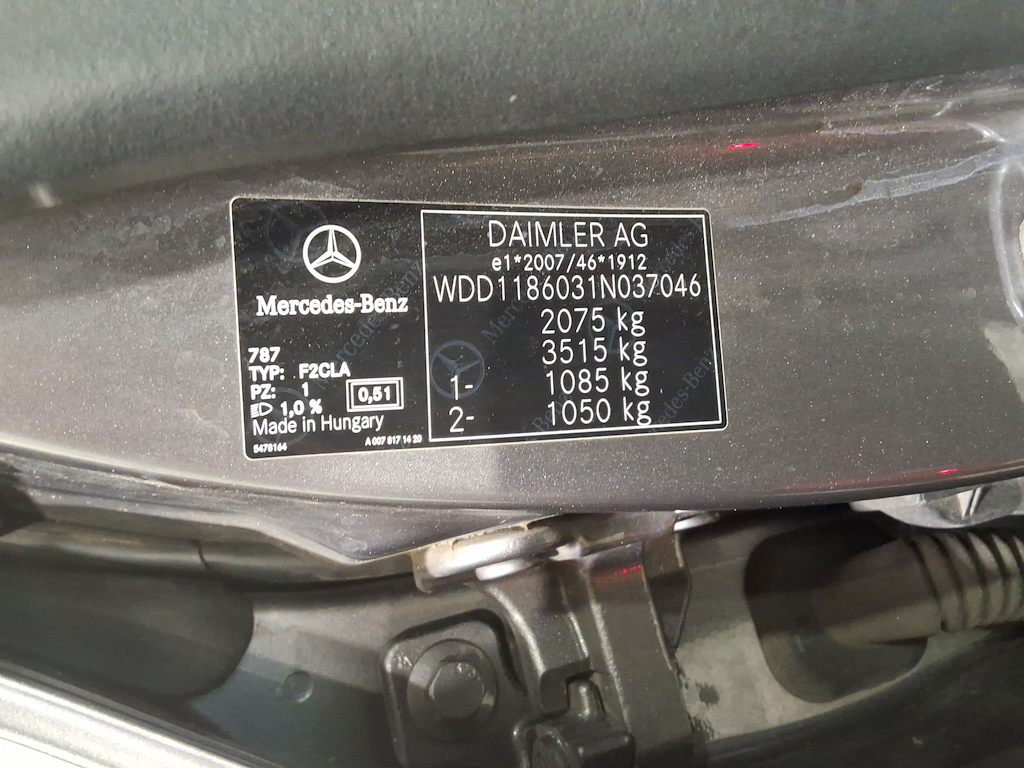 Mercedes-Benz
787
TYP: F2CLA
PZ: 1
1,0 %
0,51
Made in Hungary
5478164
A 007 817 14 20
DAIMLER AG
e1*2007/46*1912
WDD1186031N037046
2075 kg
3515 kg
1- 1085 kg
2- 1050 kg